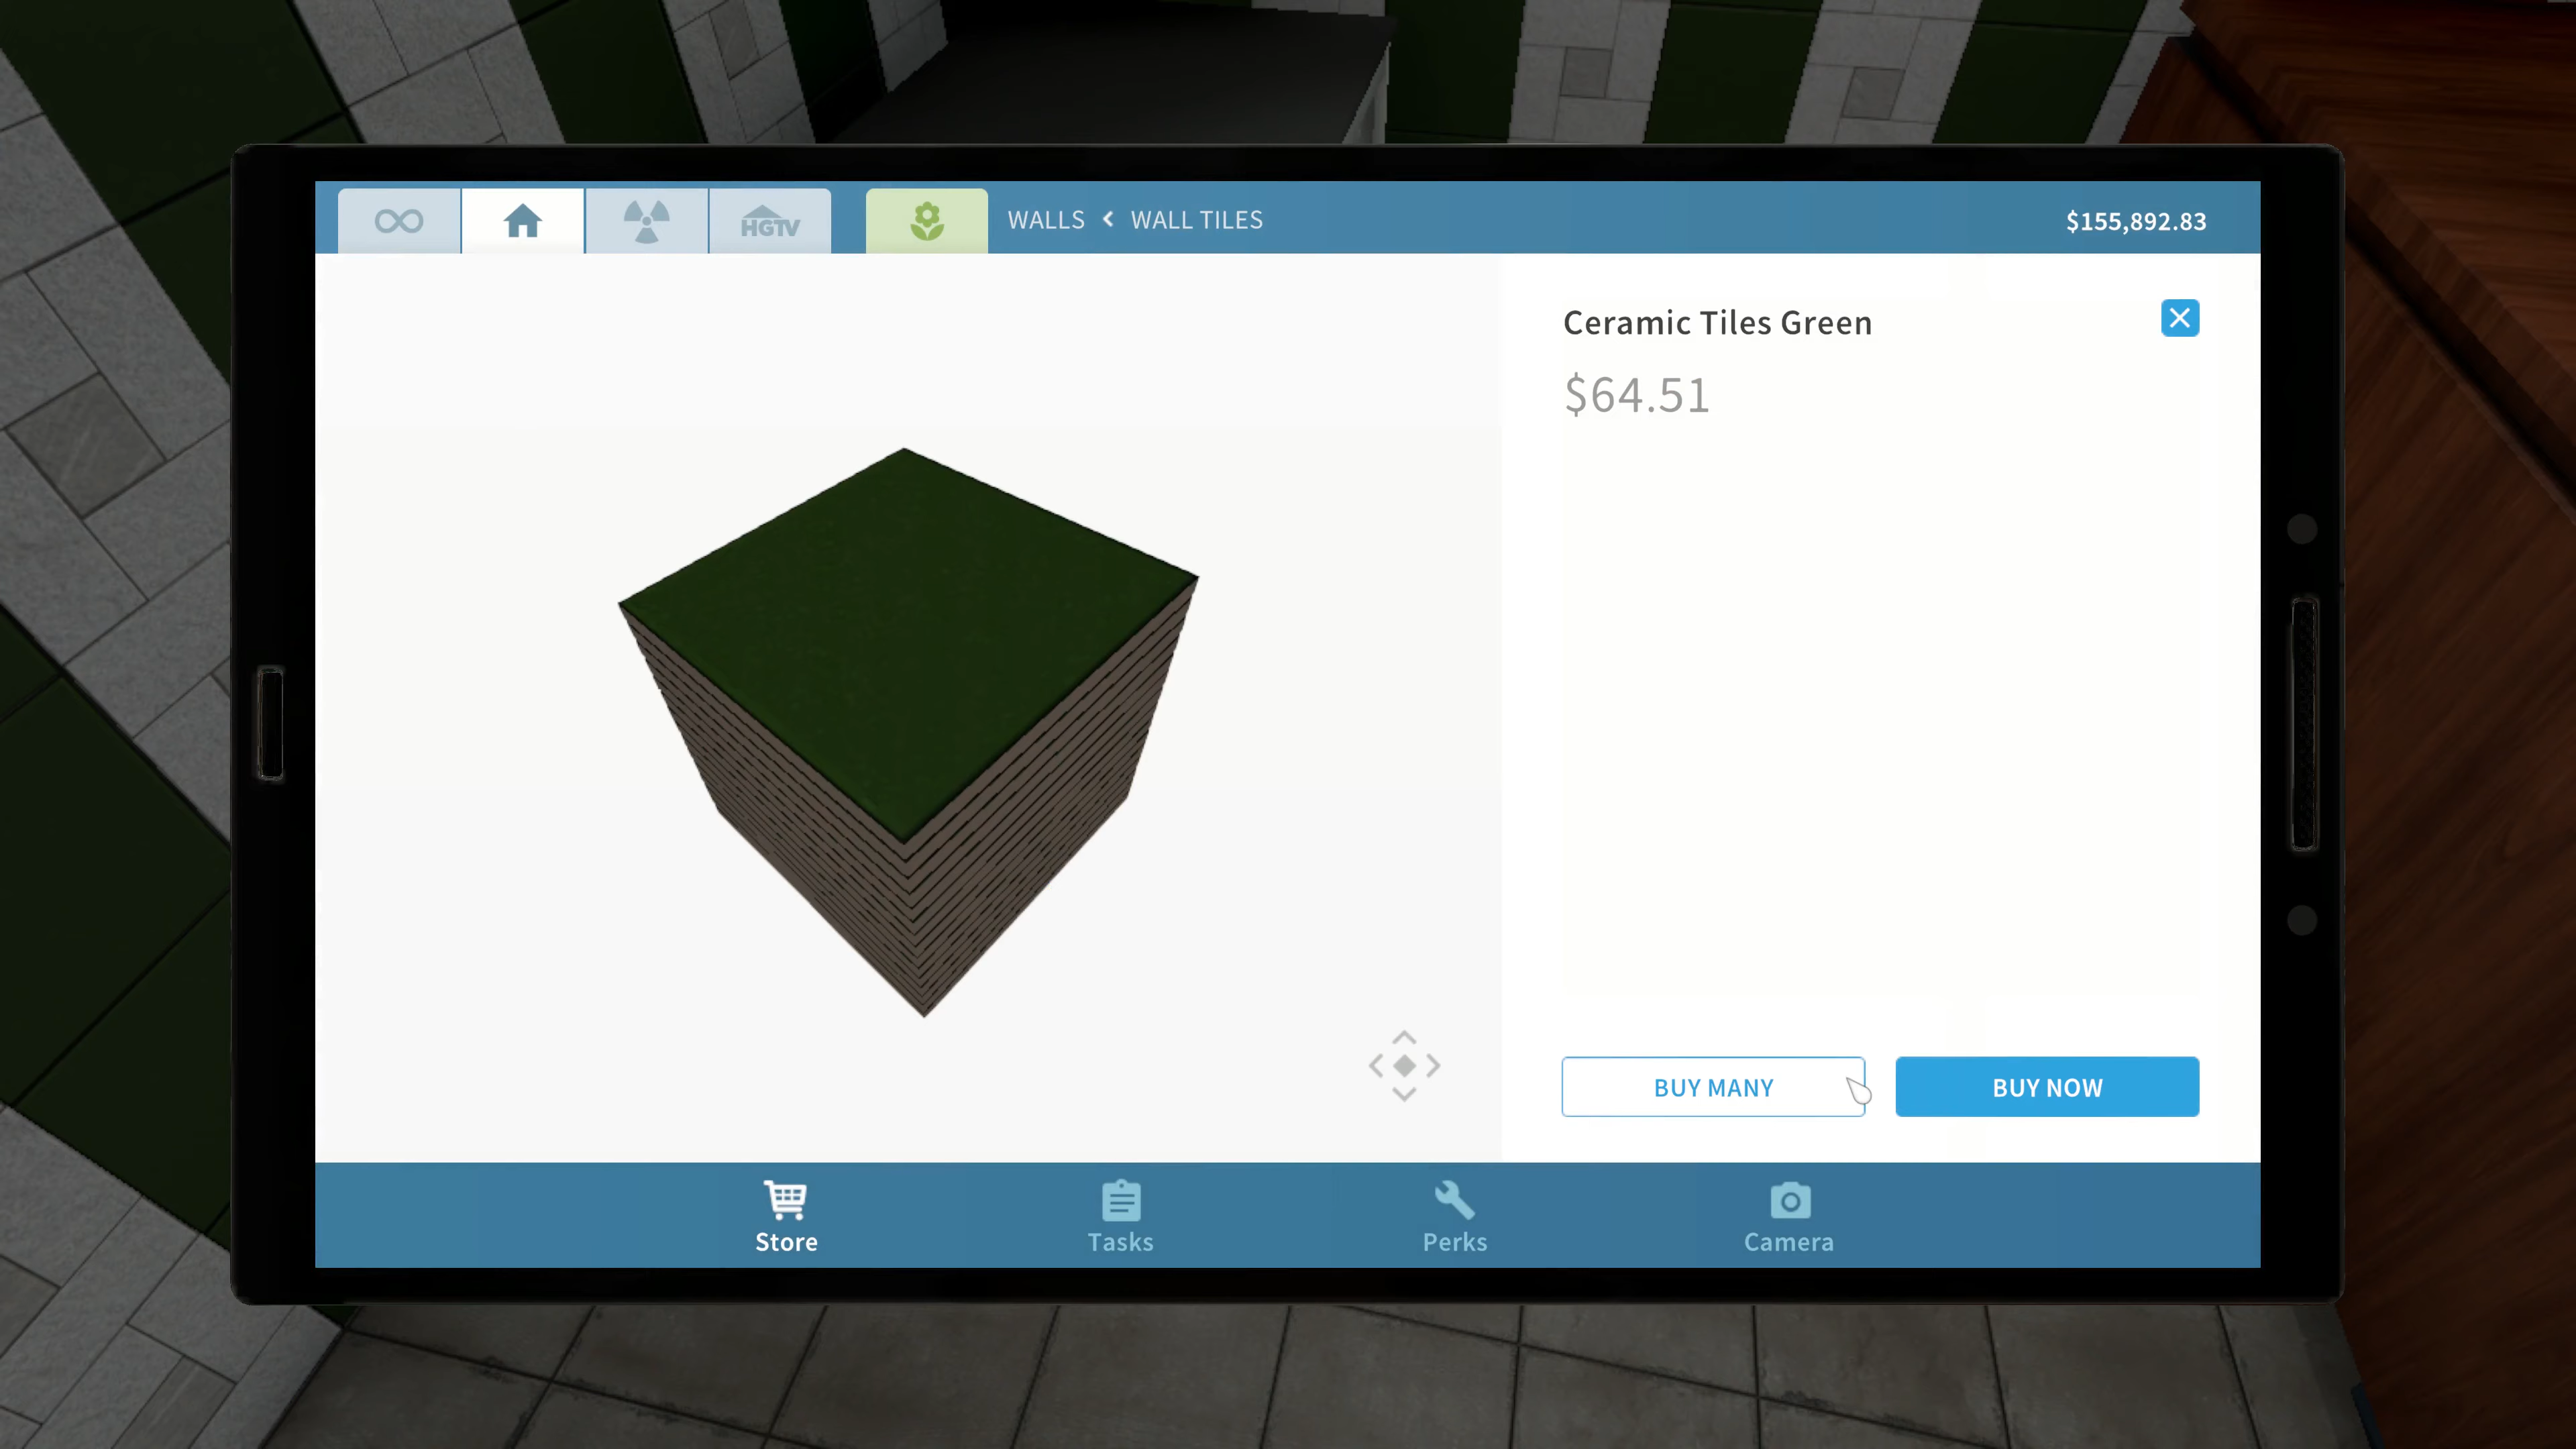 HGTV
WALLS < WALL TILES
$155,892.83
Ceramic Tiles Green
$64.51
BUY MANY
BUY NOW
Store
Tasks
Perks
Camera